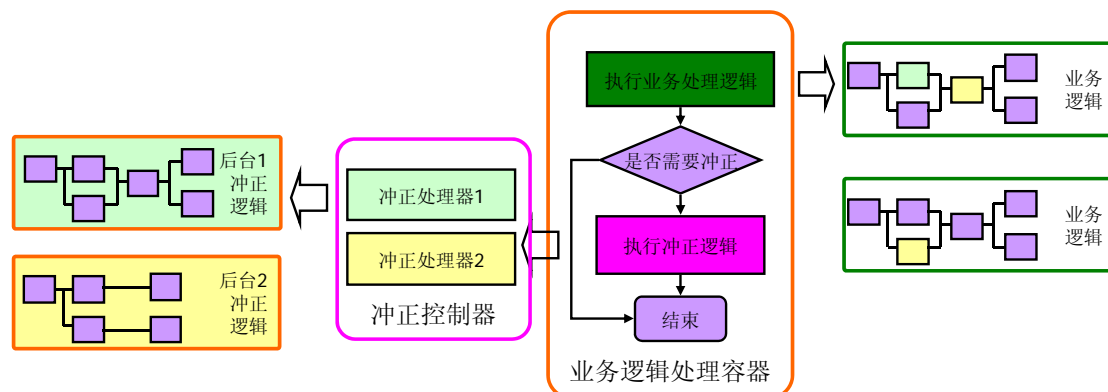 后台1
冲正
逻辑
后台2
冲正
逻辑
冲正处理器1
冲正处理器2
冲正控制器
执行业务处理逻辑
是否需要冲正
执行冲正逻辑
结束
业务逻辑处理容器
业务
逻辑
业务
逻辑